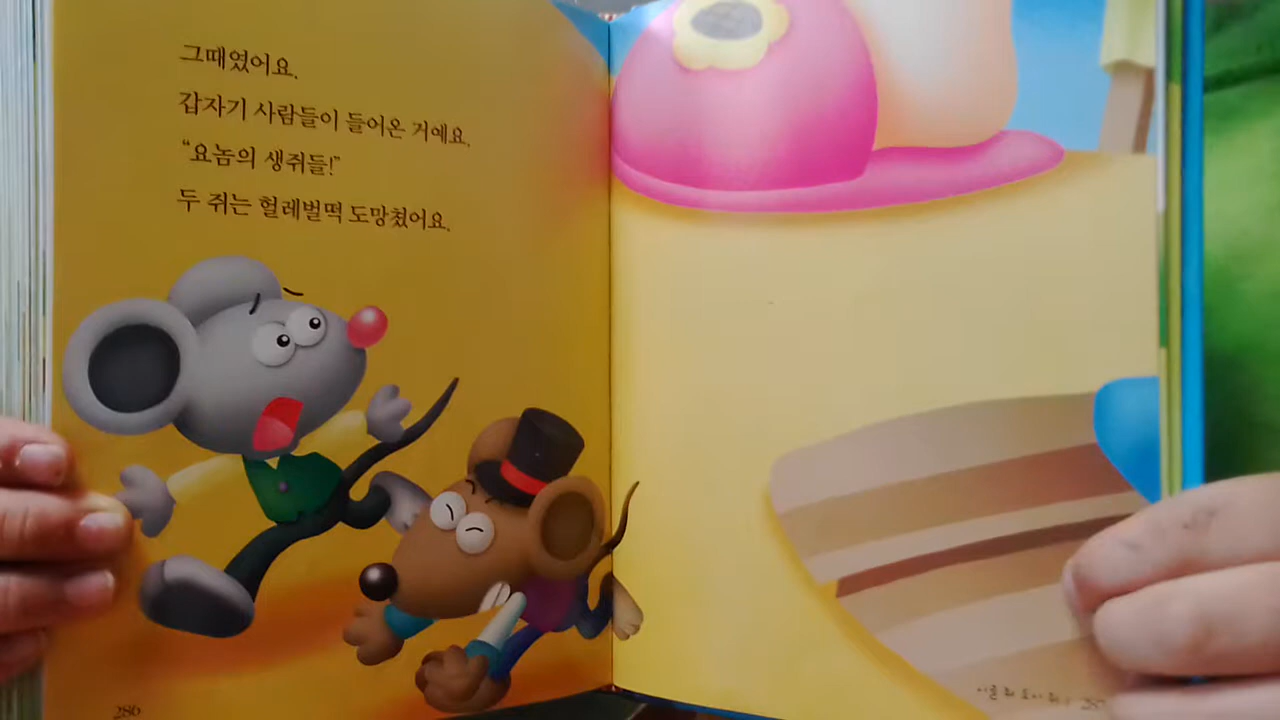 그때였어요.
갑자기 사람들이 들어온 거예요.
“요놈의 생쥐들!”
두 쥐는 헐레벌떡 도망쳤어요.
286